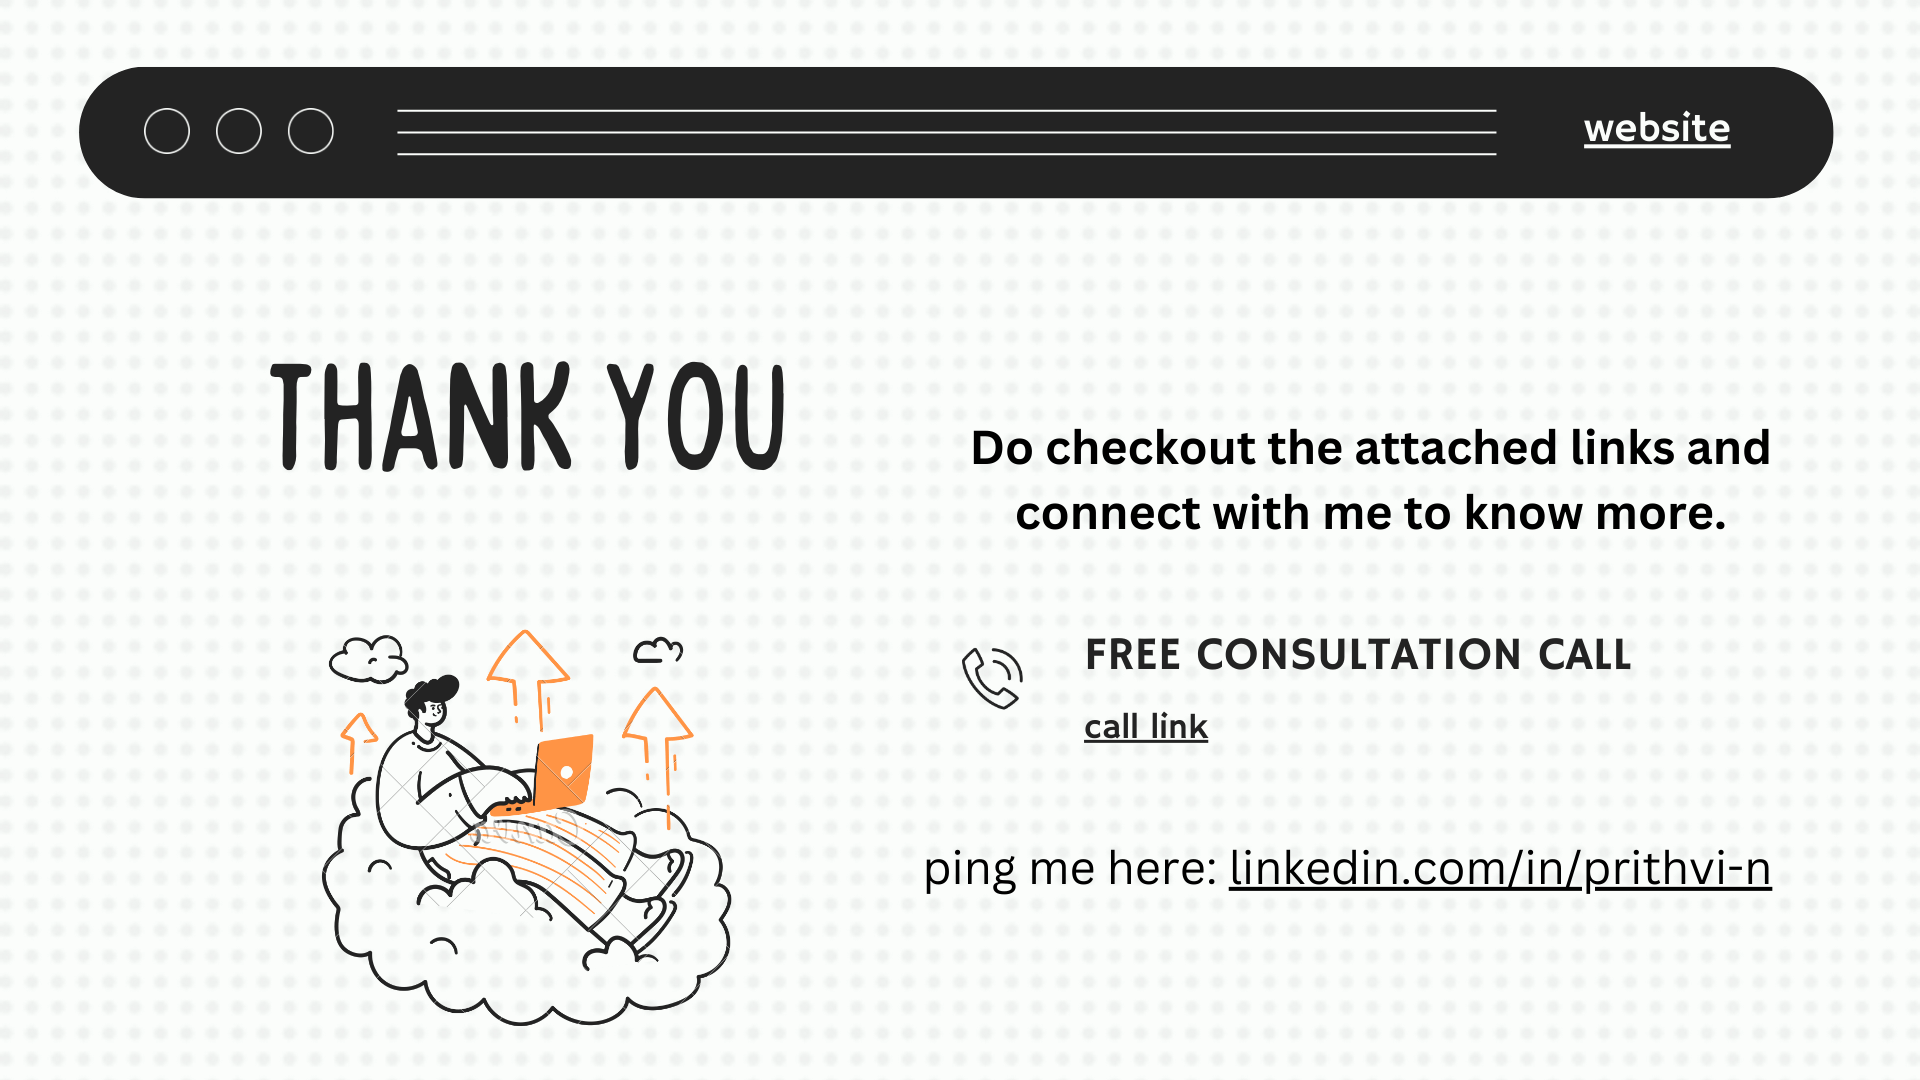 website
THANK YOU
Do checkout the attached links and
connect with me to know more.
FREE CONSULTATION CALL
call link
ping me here: linkedin.com/in/prithvi-n